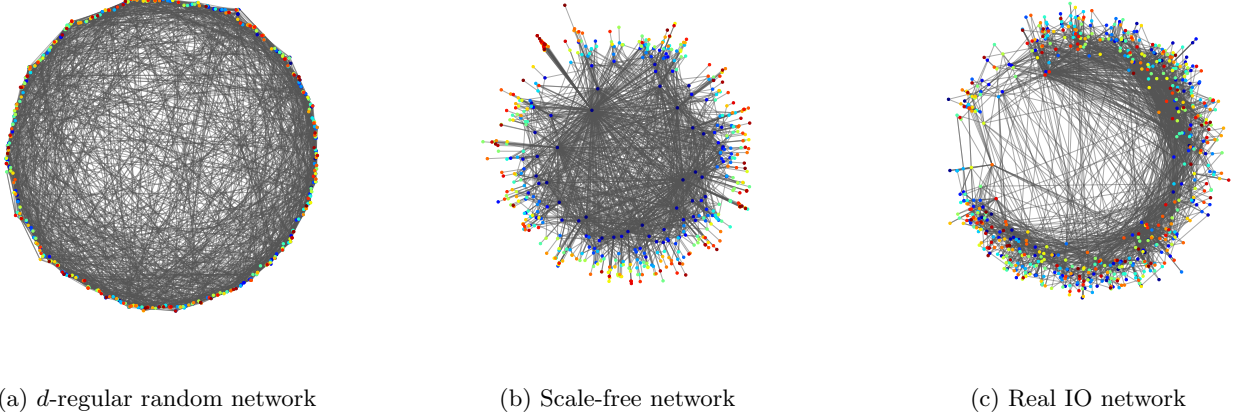 (a) d-regular random network
(b) Scale-free network
(c) Real IO network